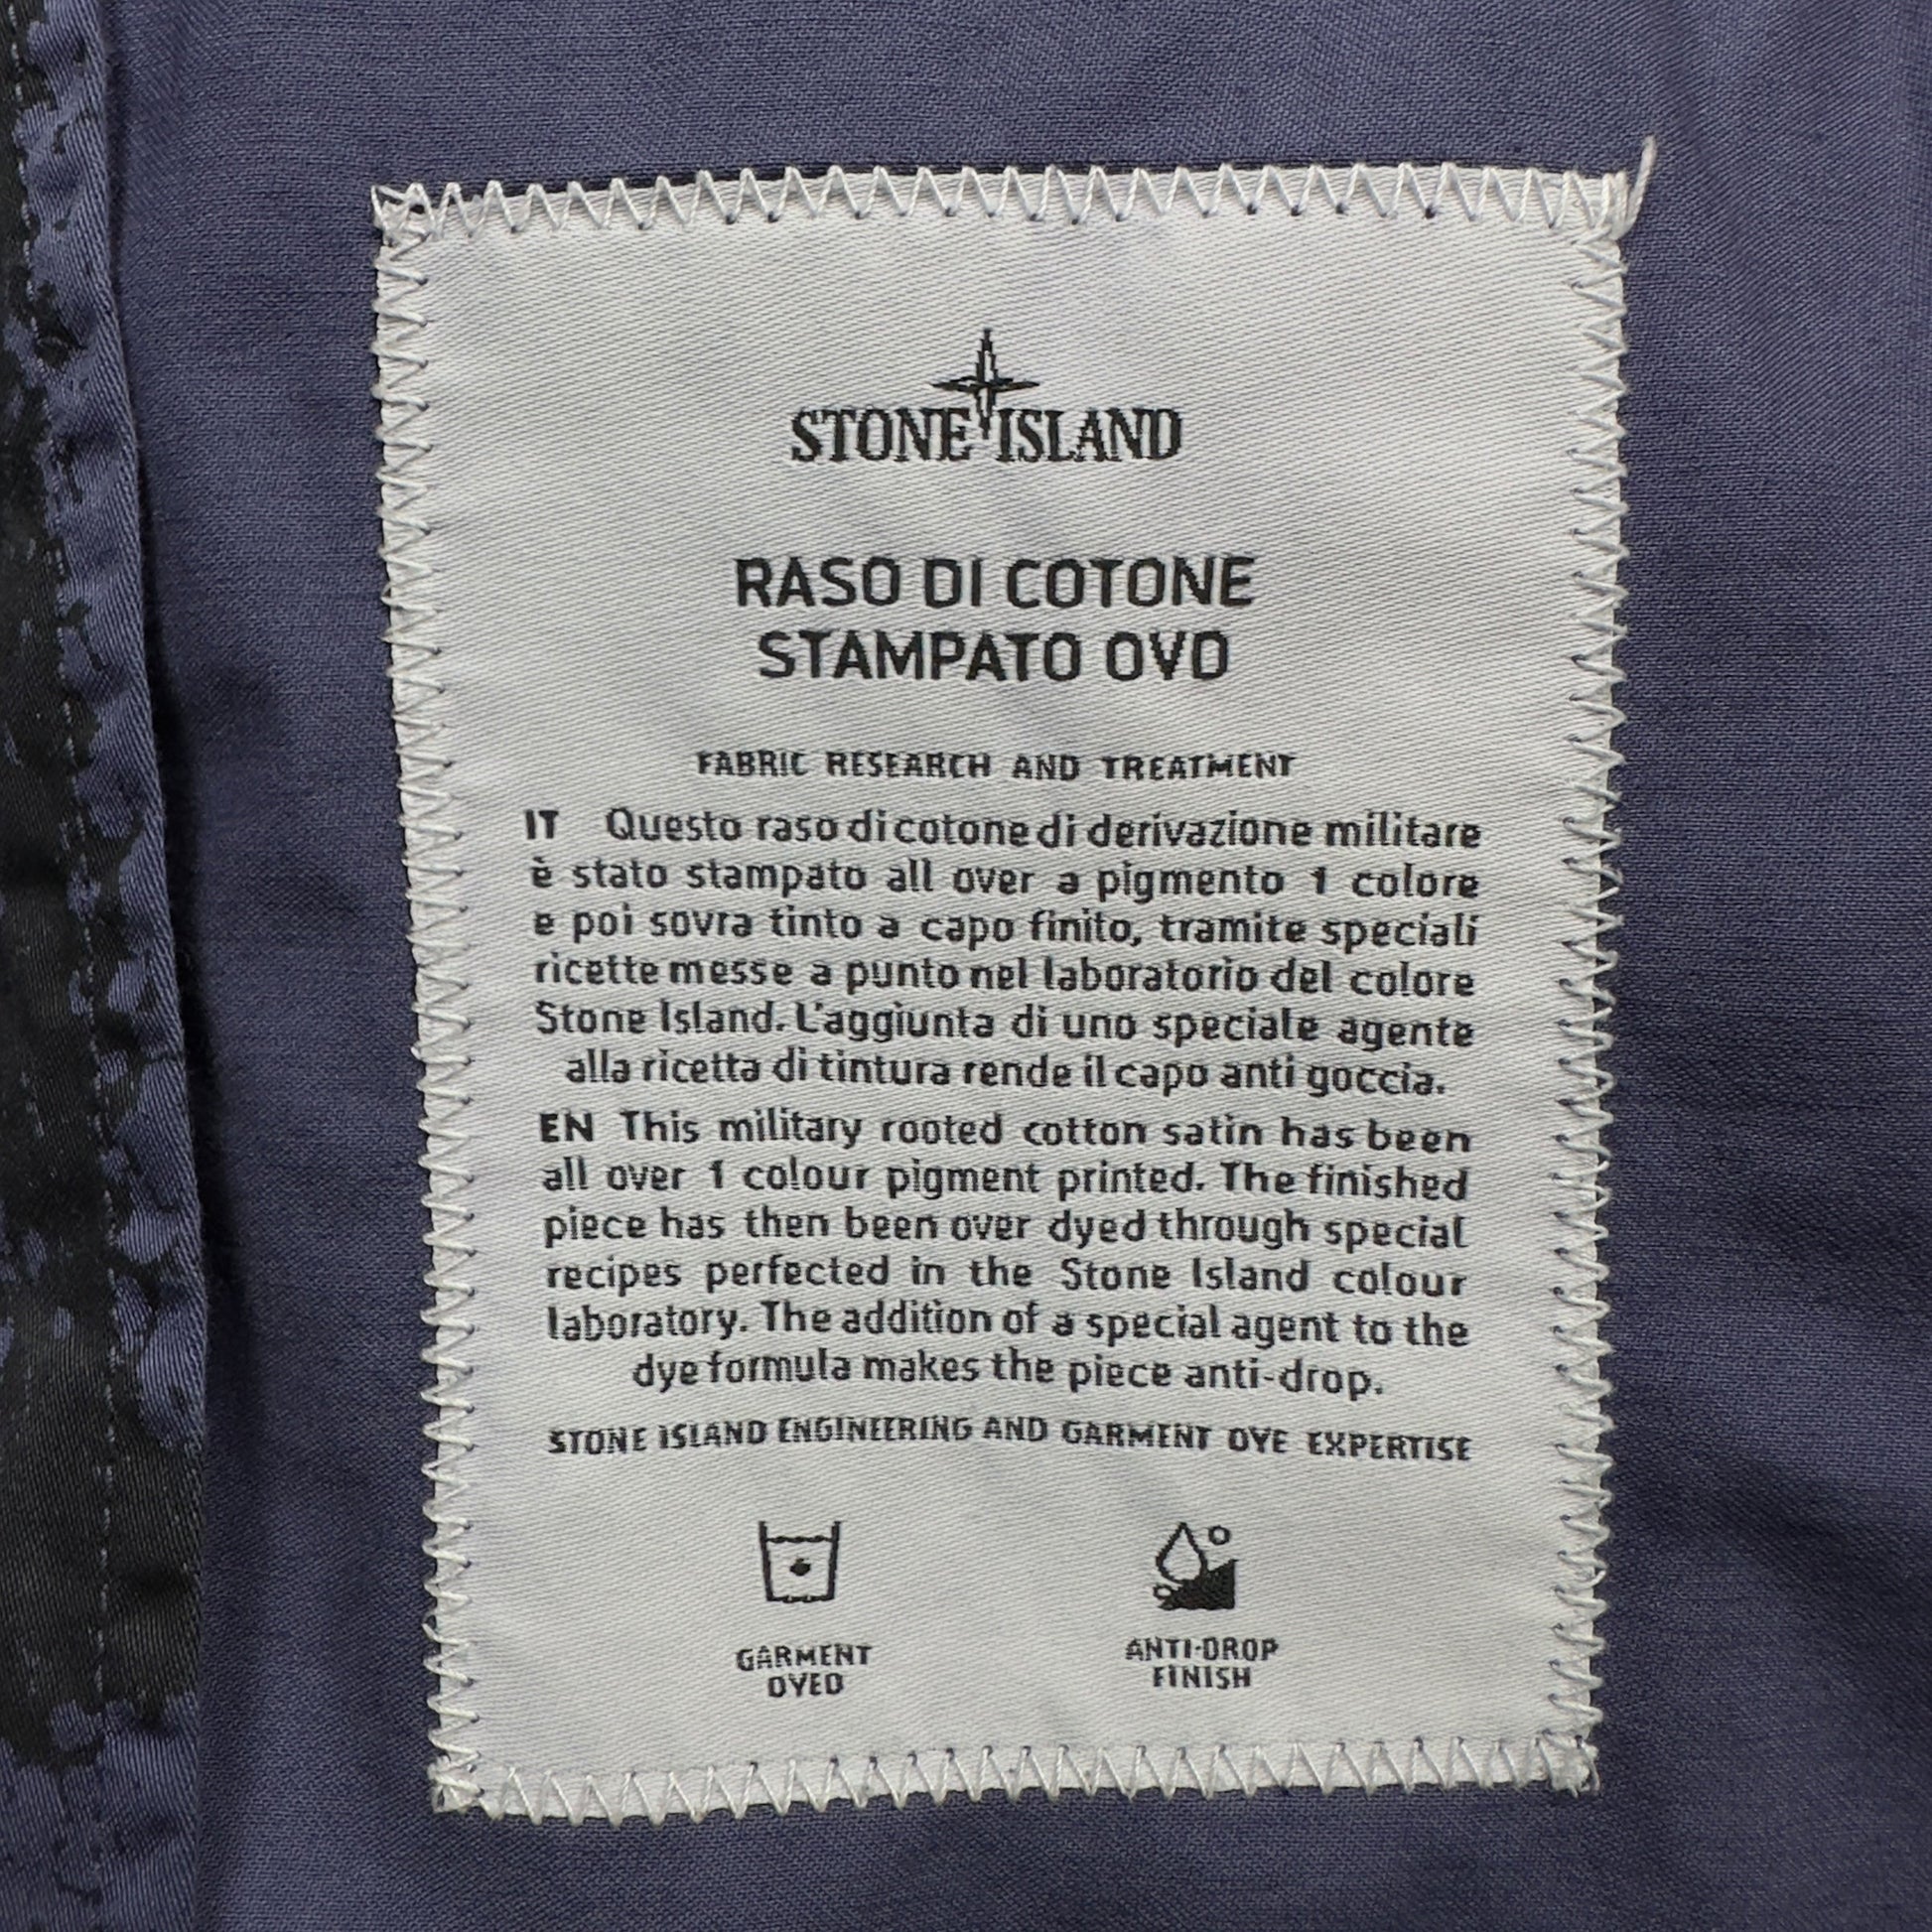 STONE ISLAND
RASO DI COTONE
STAMPATO OVD
FABRIC RESEARCH AND TREATMENT
IT Questo raso di cotone di derivazione militare
è stato stampato all over a pigmento 1 colore
e poi sovra tinto a capo finito, tramite speciali
ricette messe a punto nel laboratorio del colore
Stone Island. L'aggiunta di uno speciale agente
alla ricetta di tintura rende il capo anti goccia.
EN This military rooted cotton satin has been
all over 1 colour pigment printed. The finished
piece has then been over dyed through special
recipes perfected in the Stone Island colour
laboratory. The addition of a special agent to the
dye formula makes the piece anti-drop.
STONE ISLAND ENGINEERING AND GARMENT DYE EXPERTISE
GARMENT
DYED
ANTI-DROP
FINISH